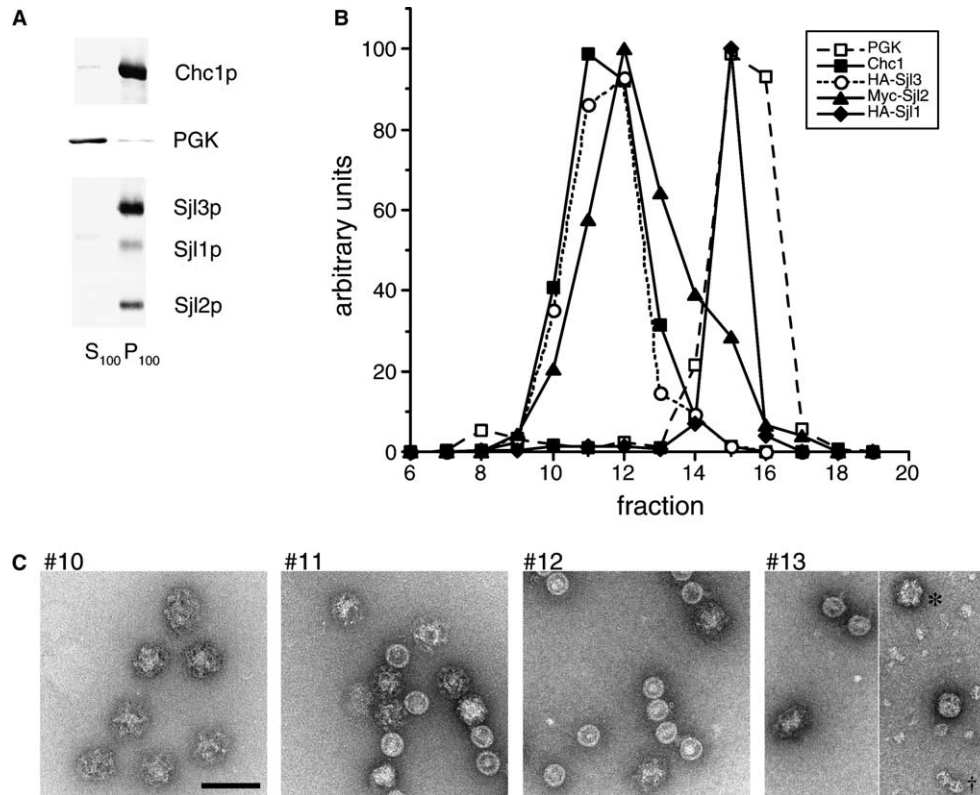 A
Chc1p
PGK
Sjl3p
Sjl1p
Sjl2p
S100 P100
B
100
80
60
40
20
0
arbitrary units
6 8 10 12 14 16 18 20
fraction
PGK
Chc1
HA-Sjl3
Myc-Sjl2
HA-Sjl1
C
#10
#11
#12
#13
*
+